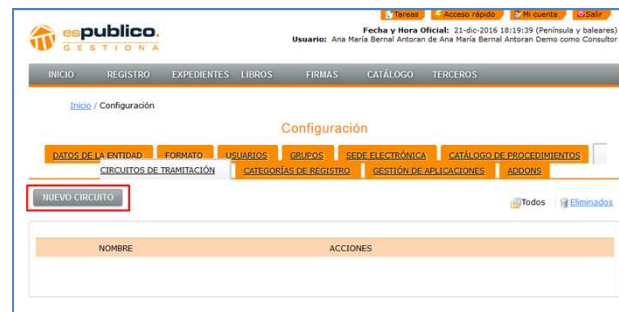 Tareas Acceso rápido Mi cuenta Salir
espublico.
GESTIONA
Fecha y Hora Oficial: 21-dic-2016 18:19:39 (Península y baleares)
Usuario: Ana María Bernal Antoran de Ana María Bernal Antoran Demo como Consultor
INICIO REGISTRO EXPEDIENTES LIBROS FIRMAS CATÁLOGO TERCEROS
Inicio / Configuración
Configuración
DATOS DE LA ENTIDAD FORMATO USUARIOS GRUPOS SEDE ELECTRÓNICA CATÁLOGO DE PROCEDIMIENTOS
CIRCUITOS DE TRAMITACIÓN CATEGORÍAS DE REGISTRO GESTIÓN DE APLICACIONES ADDONS
NUEVO CIRCUITO
Todos Eliminados
NOMBRE ACCIONES